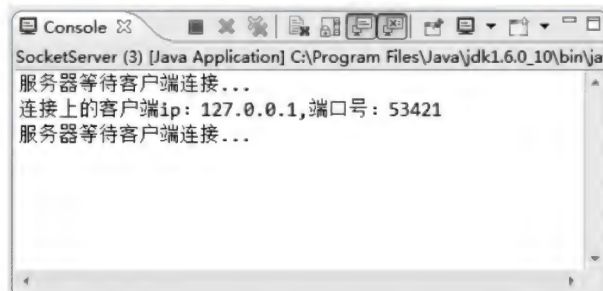 Console
SocketServer (3) [Java Application] C:\Program Files\Java\jdk1.6.0_10\bin\ja
服务器等待客户端连接...
连接上的客户端ip：127.0.0.1,端口号：53421
服务器等待客户端连接...